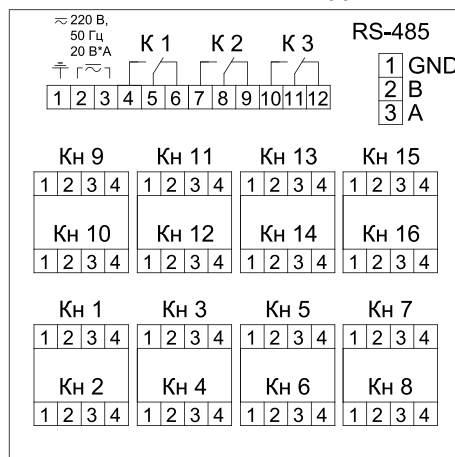 ≂ 220 В,
50 Гц
20 В*А
К 1 К 2 К 3 RS-485
1 2 3 4 5 6 7 8 9 10 11 12
1 GND
2 B
3 A
Кн 9 Кн 11 Кн 13 Кн 15
1 2 3 4 1 2 3 4 1 2 3 4 1 2 3 4
Кн 10 Кн 12 Кн 14 Кн 16
1 2 3 4 1 2 3 4 1 2 3 4 1 2 3 4
Кн 1 Кн 3 Кн 5 Кн 7
1 2 3 4 1 2 3 4 1 2 3 4 1 2 3 4
Кн 2 Кн 4 Кн 6 Кн 8
1 2 3 4 1 2 3 4 1 2 3 4 1 2 3 4